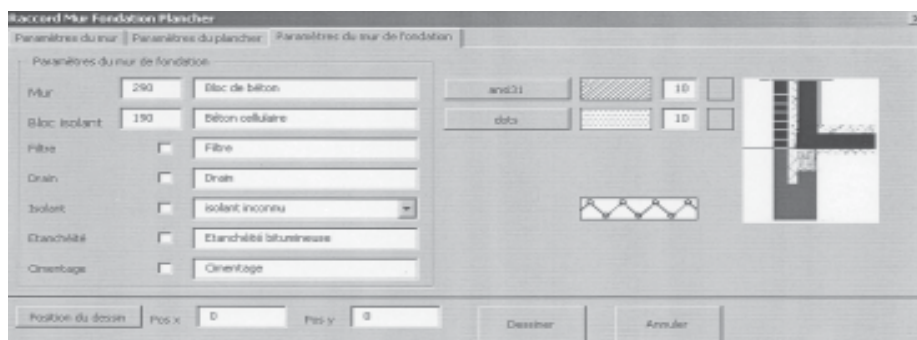 Raccord Mur Fondation Plancher
Paramètres du mur Paramètres du plancher Paramètres du mur de fondation
Paramètres du mur de fondation
Mur 290 Bloc de béton ansi31 10
Bloc isolant 190 Béton cellulaire dots 10
Filtre Filtre
Drain Drain
Isolant isolant inconnu
Etanchéité Etanchéité bitumineuse
Cimentage Cimentage
Position du dessin Pos x 0 Pos y 0 Dessiner Annuler